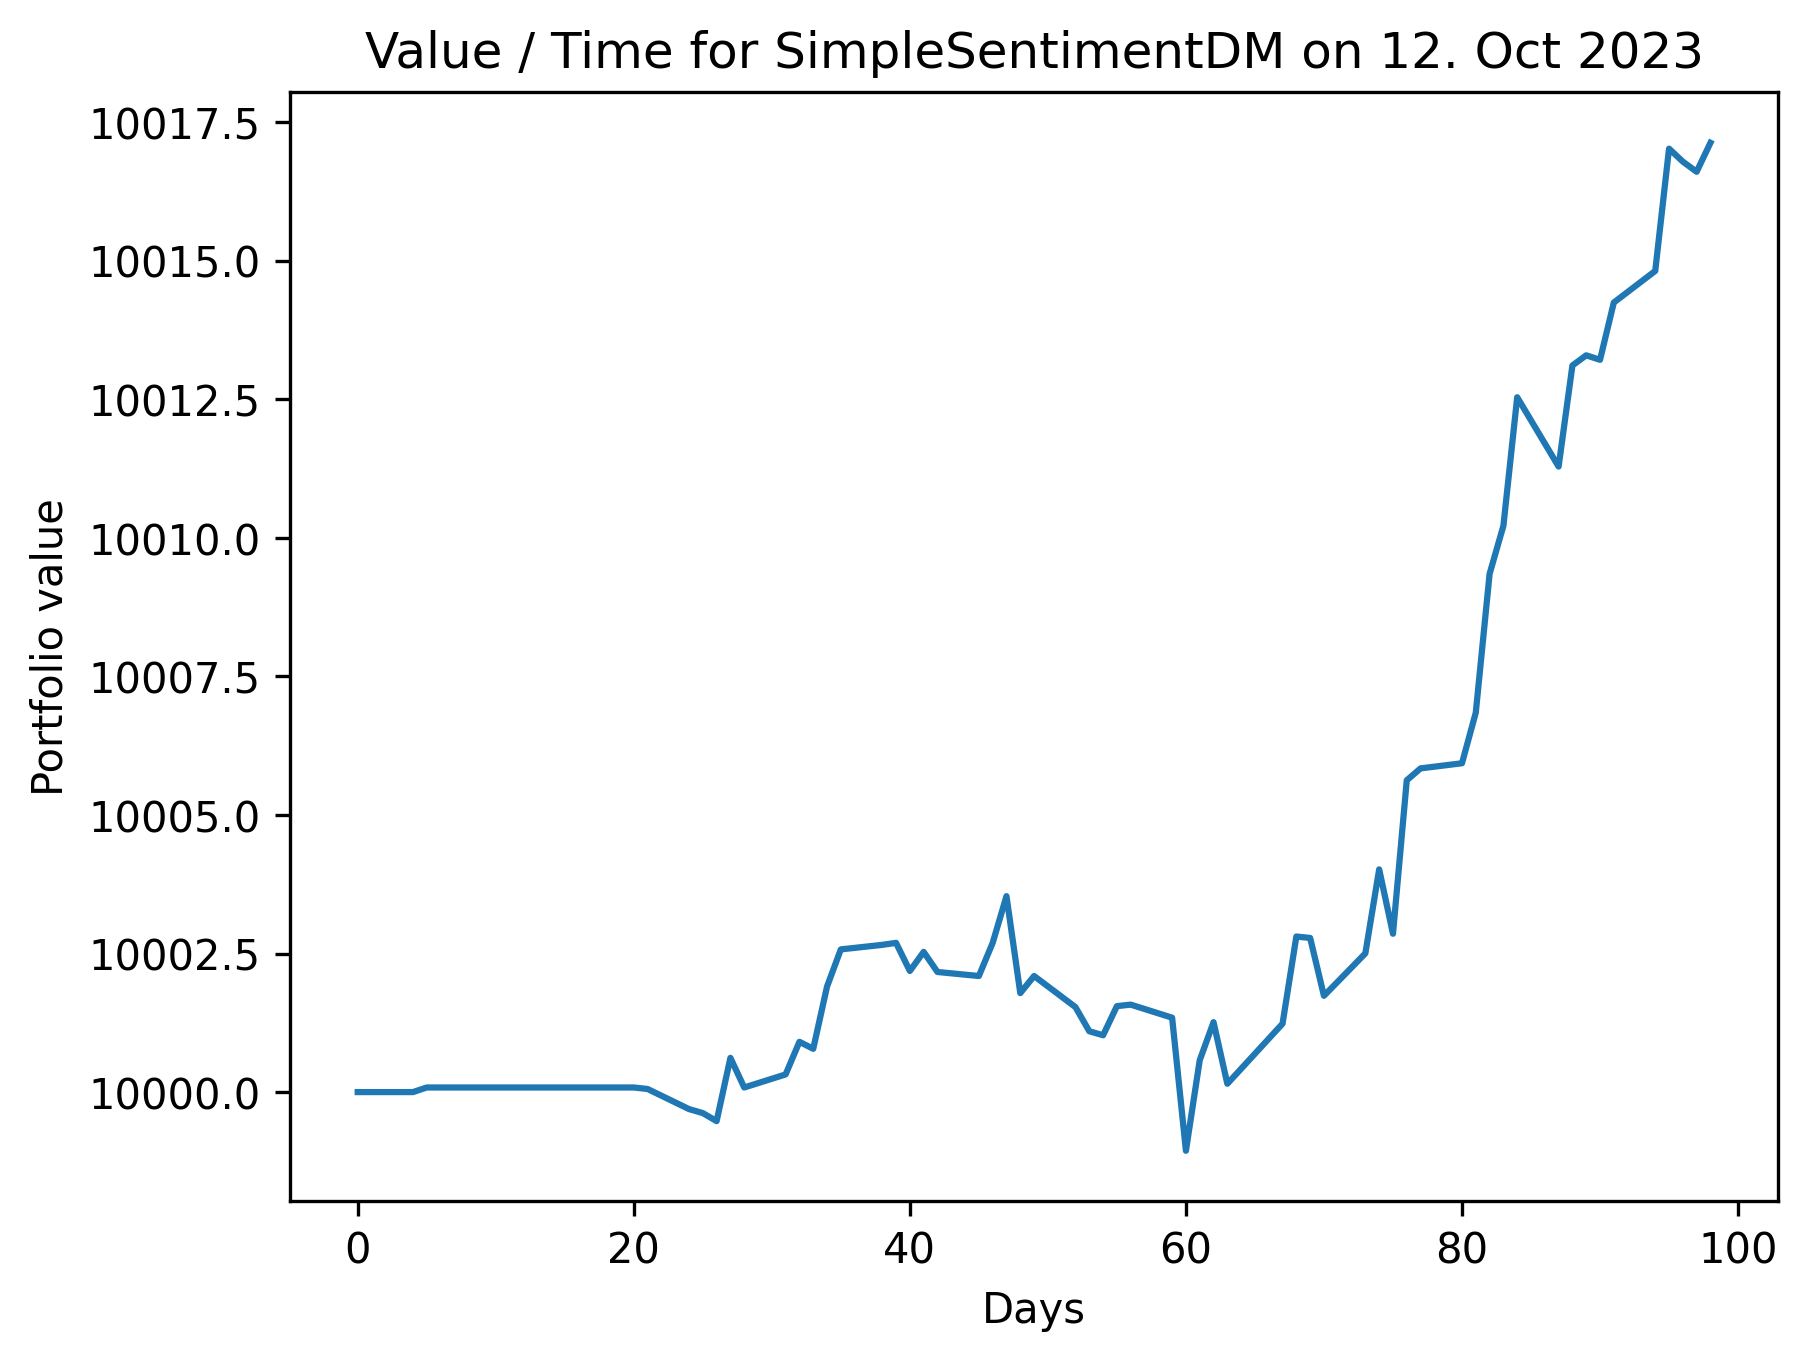 Value / Time for SimpleSentimentDM on 12. Oct 2023
10017.5
10015.0
10012.5
10010.0
10007.5
10005.0
10002.5
10000.0
Portfolio value
0 20 40 60 80 100
Days